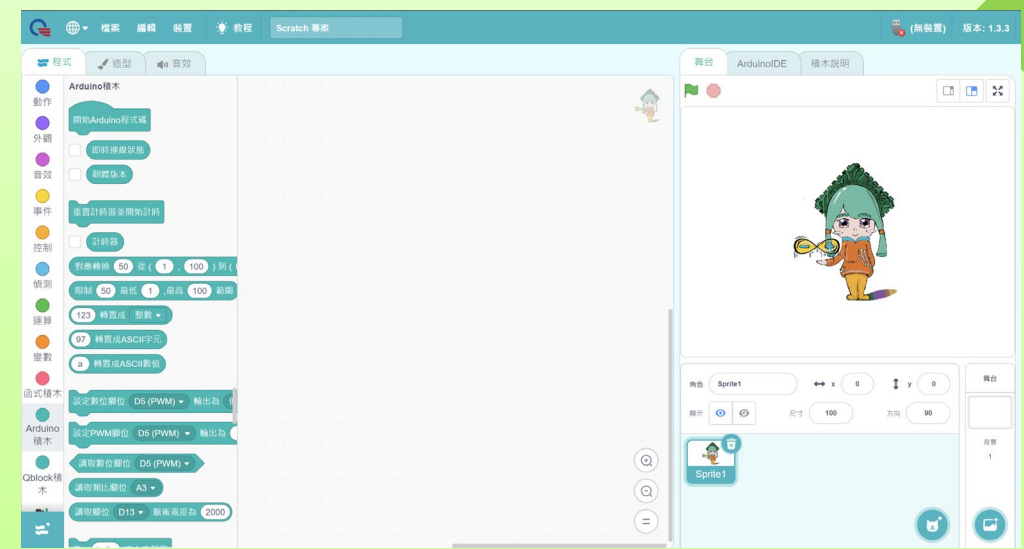 檔案 編輯 裝置 教程 Scratch 專案 (無裝置) 版本: 1.3.3
程式 造型 音效
舞台 ArduinoIDE 積木說明
動作
外觀
音效
事件
控制
偵測
運算
變數
函式積木
Arduino
積木
Qblock積
木
Arduino積木
開始Arduino程式碼
即時連線狀態
韌體版本
重置計時器並開始計時
計時器
對應轉換 50 從 ( 1 , 100 ) 到 (
限制 50 最低 1 ,最高 100 範圍
123 轉置成 整數
97 轉置成ASCII字元
a 轉置成ASCII數值
設定數位腳位 D5 (PWM) 輸出為
設定PWM腳位 D5 (PWM) 輸出為
讀取數位腳位 D5 (PWM)
讀取類比腳位 A3
讀取腳位 D13 脈衝寬度為 2000
角色 Sprite1 x 0 y 0
顯示 尺寸 100 方向 90
Sprite1
舞台
背景
1